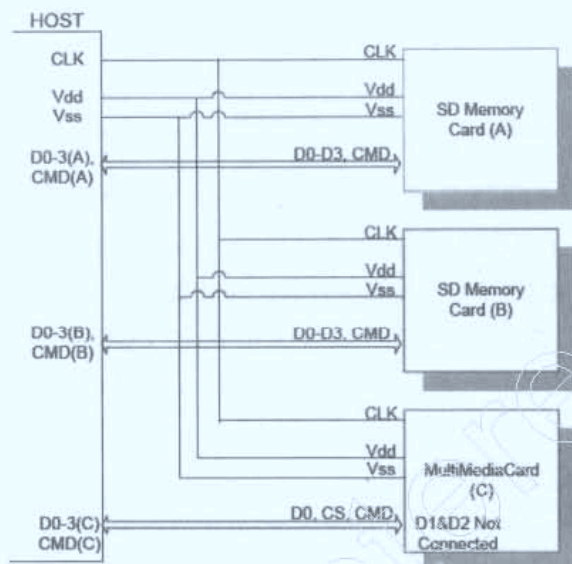 HOST
CLK
CLK
Vdd
Vdd
Vss
Vss
SD Memory
Card (A)
D0-3(A),
CMD(A)
D0-D3, CMD
CLK
Vdd
Vss
SD Memory
Card (B)
D0-3(B),
CMD(B)
D0-D3, CMD
CLK
Vdd
Vss
MultiMediaCard
(C)
D0-3(C)
CMD(C)
D0, CS, CMD
D1&D2 Not
Connected